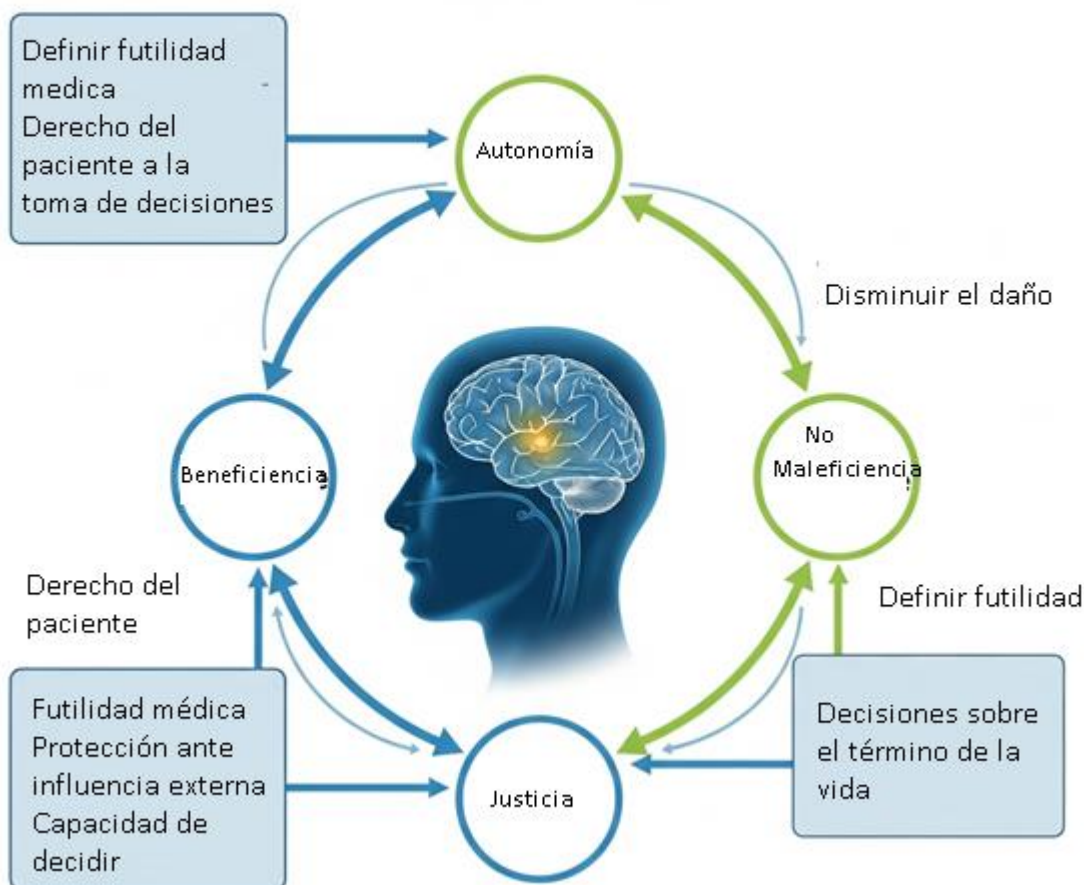 Definir futilidad
medica
Derecho del
paciente a la
toma de decisiones
Autonomía
Disminuir el daño
Beneficiencia
No
Maleficiencia
Derecho del
paciente
Definir futilidad
Futilidad médica
Protección ante
influencia externa
Capacidad de
decidir
Justicia
Decisiones sobre
el término de la
vida